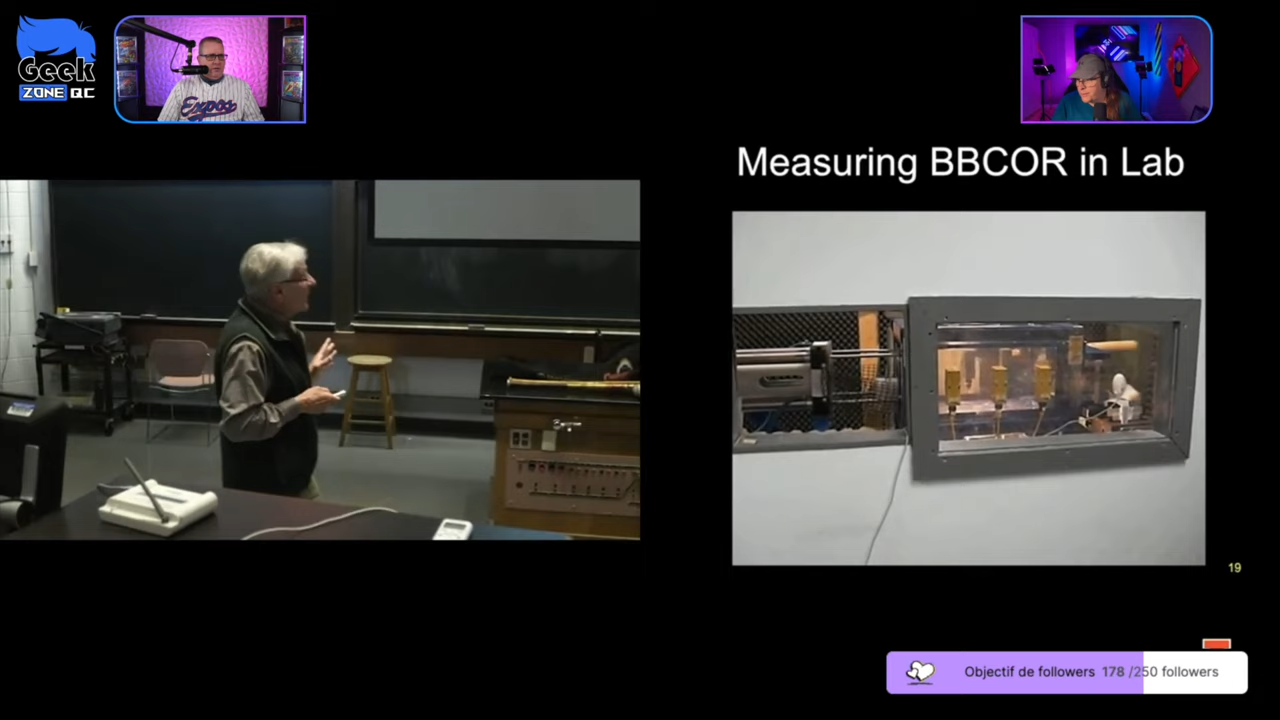 Geek
ZONE QC
Expos
Measuring BBCOR in Lab
19
Objectif de followers 178 /250 followers